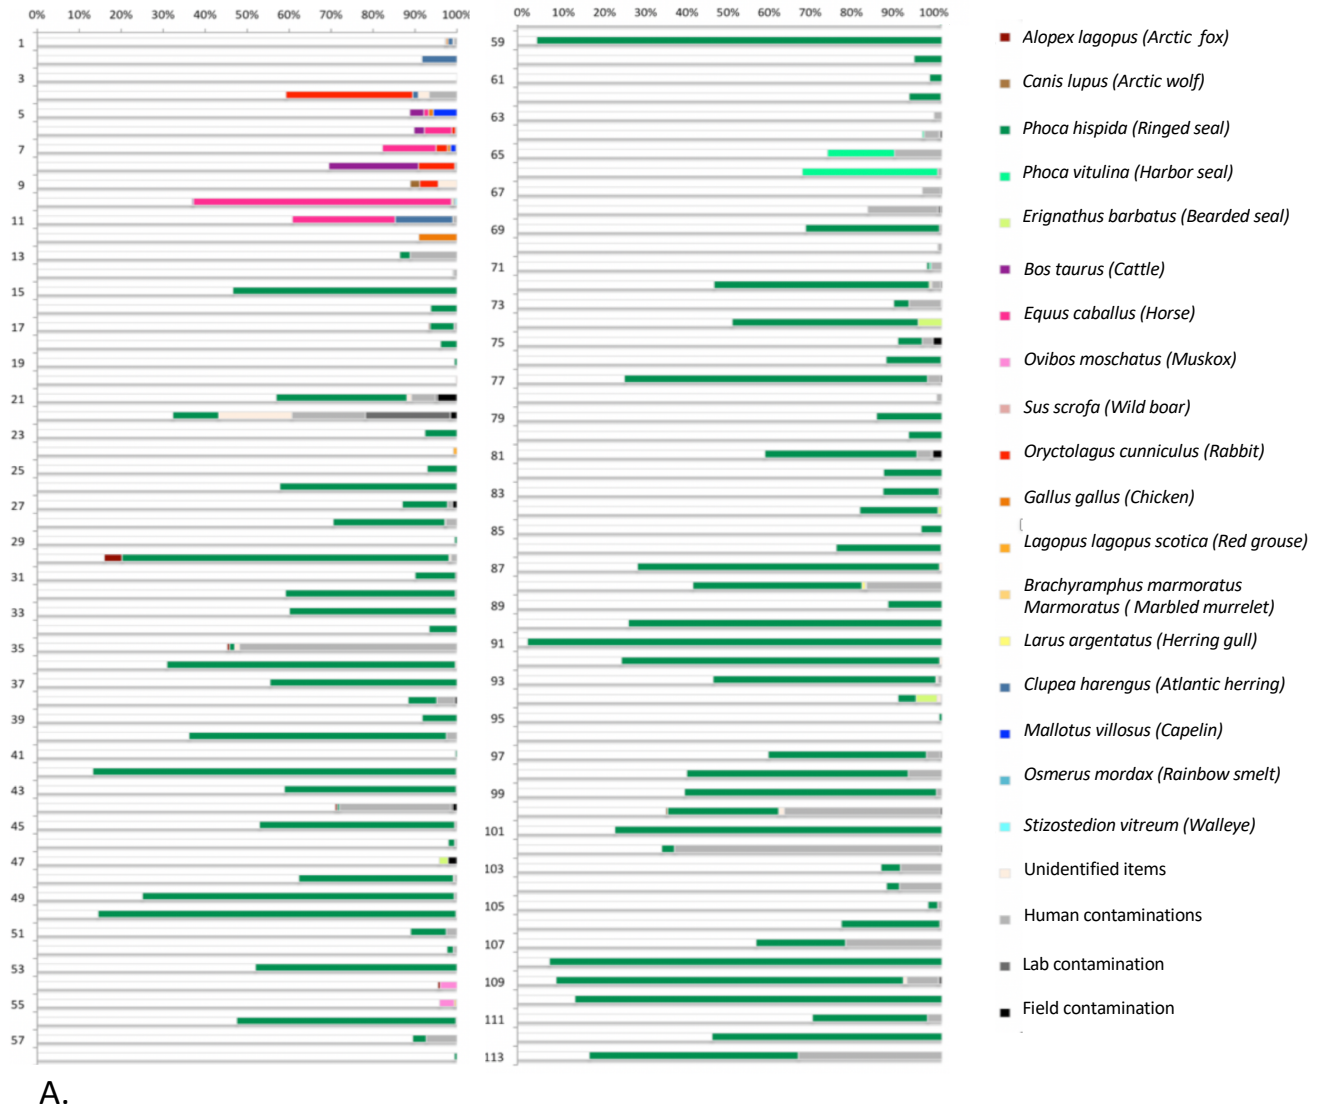 0% 10% 20% 30% 40% 50% 60% 70% 80% 90% 100%
1
3
5
7
9
11
13
15
17
19
21
23
25
27
29
31
33
35
37
39
41
43
45
47
49
51
53
55
57
0% 10% 20% 30% 40% 50% 60% 70% 80% 90% 100%
59
61
63
65
67
69
71
73
75
77
79
81
83
85
87
89
91
93
95
97
99
101
103
105
107
109
111
113
Alopex lagopus (Arctic fox)
Canis lupus (Arctic wolf)
Phoca hispida (Ringed seal)
Phoca vitulina (Harbor seal)
Erignathus barbatus (Bearded seal)
Bos taurus (Cattle)
Equus caballus (Horse)
Ovibos moschatus (Muskox)
Sus scrofa (Wild boar)
Oryctolagus cunniculus (Rabbit)
Gallus gallus (Chicken)
Lagopus lagopus scotica (Red grouse)
Brachyramphus marmoratus
Marmoratus ( Marbled murrelet)
Larus argentatus (Herring gull)
Clupea harengus (Atlantic herring)
Mallotus villosus (Capelin)
Osmerus mordax (Rainbow smelt)
Stizostedion vitreum (Walleye)
Unidentified items
Human contaminations
Lab contamination
Field contamination
A.